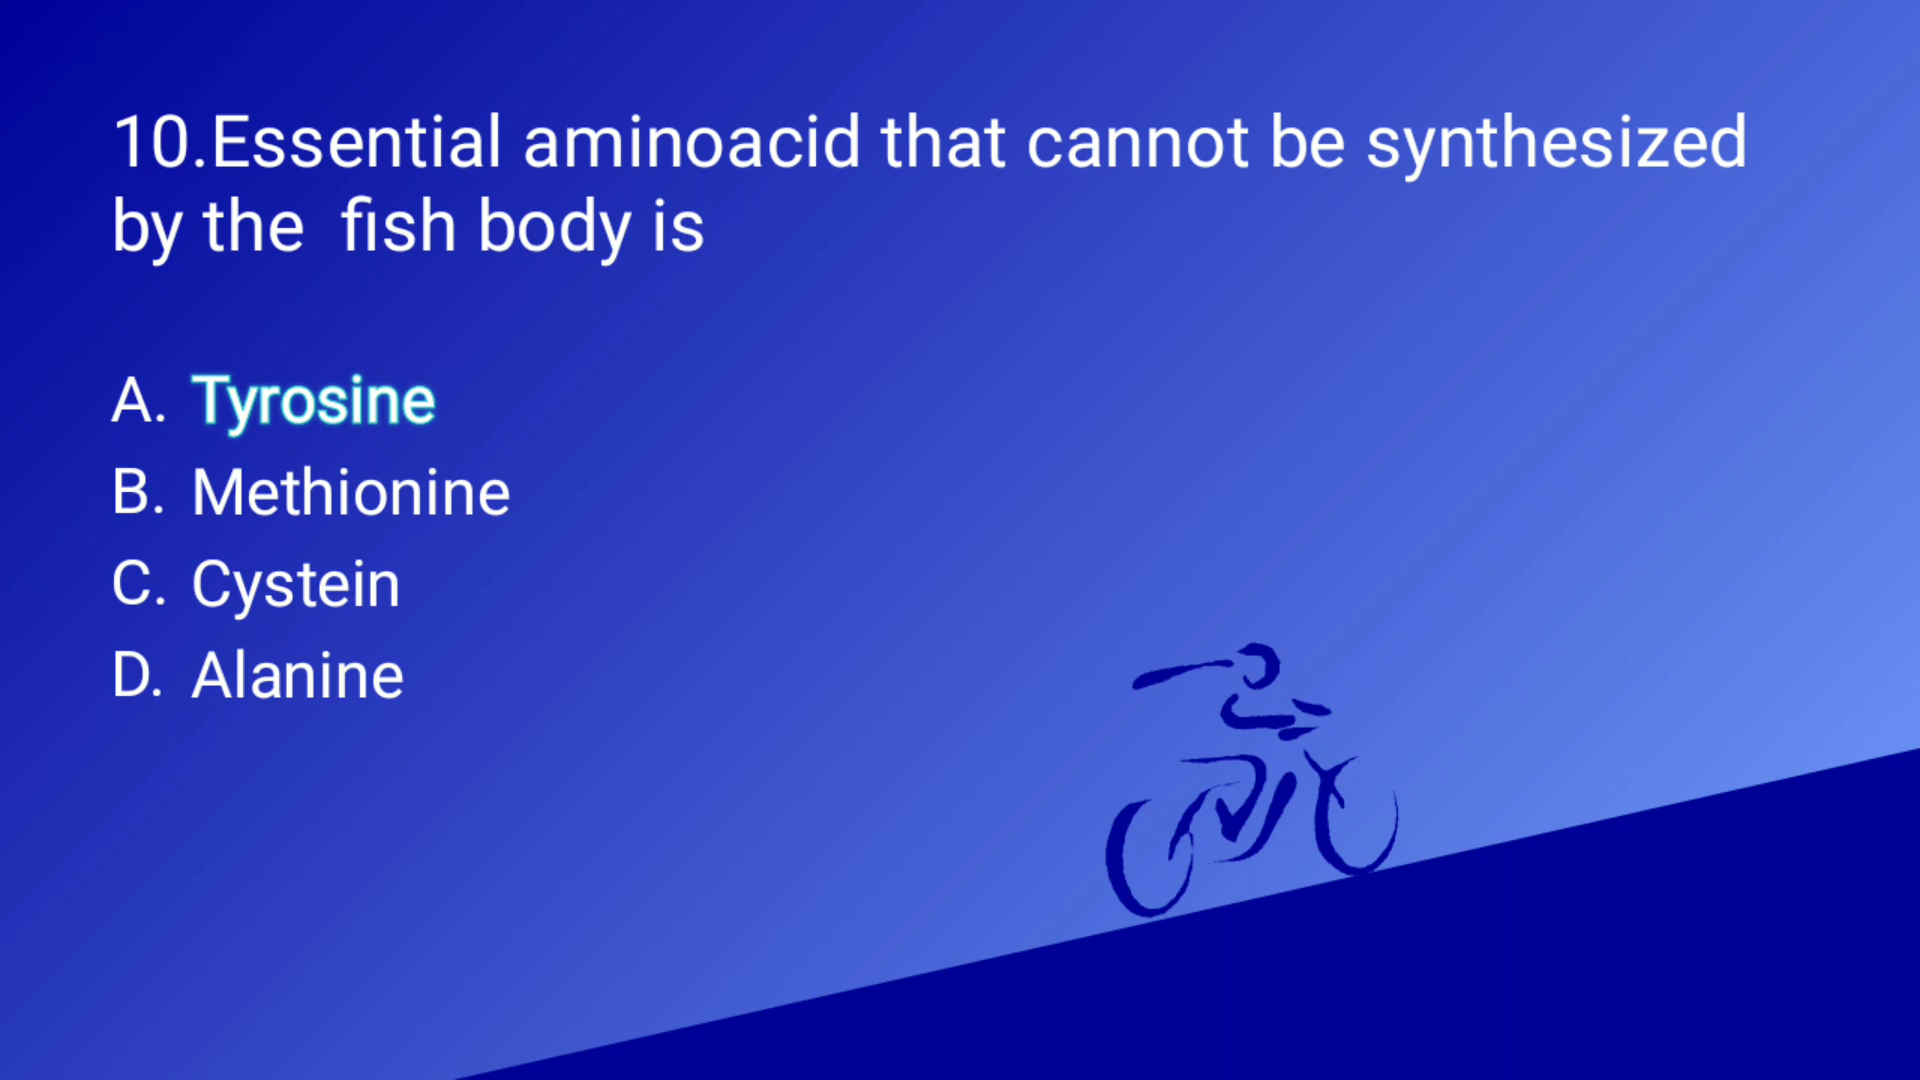 10.Essential aminoacid that cannot be synthesized
by the  fish body is
A. Tyrosine
B. Methionine
C. Cystein
D. Alanine